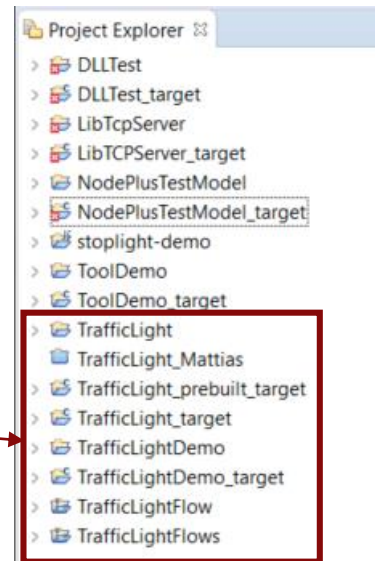 Project Explorer
DLLTest
DLLTest_target
LibTcpServer
LibTCPServer_target
NodePlusTestModel
NodePlusTestModel_target
stoplight-demo
ToolDemo
ToolDemo_target
TrafficLight
TrafficLight_Mattias
TrafficLight_prebuilt_target
TrafficLight_target
TrafficLightDemo
TrafficLightDemo_target
TrafficLightFlow
TrafficLightFlows